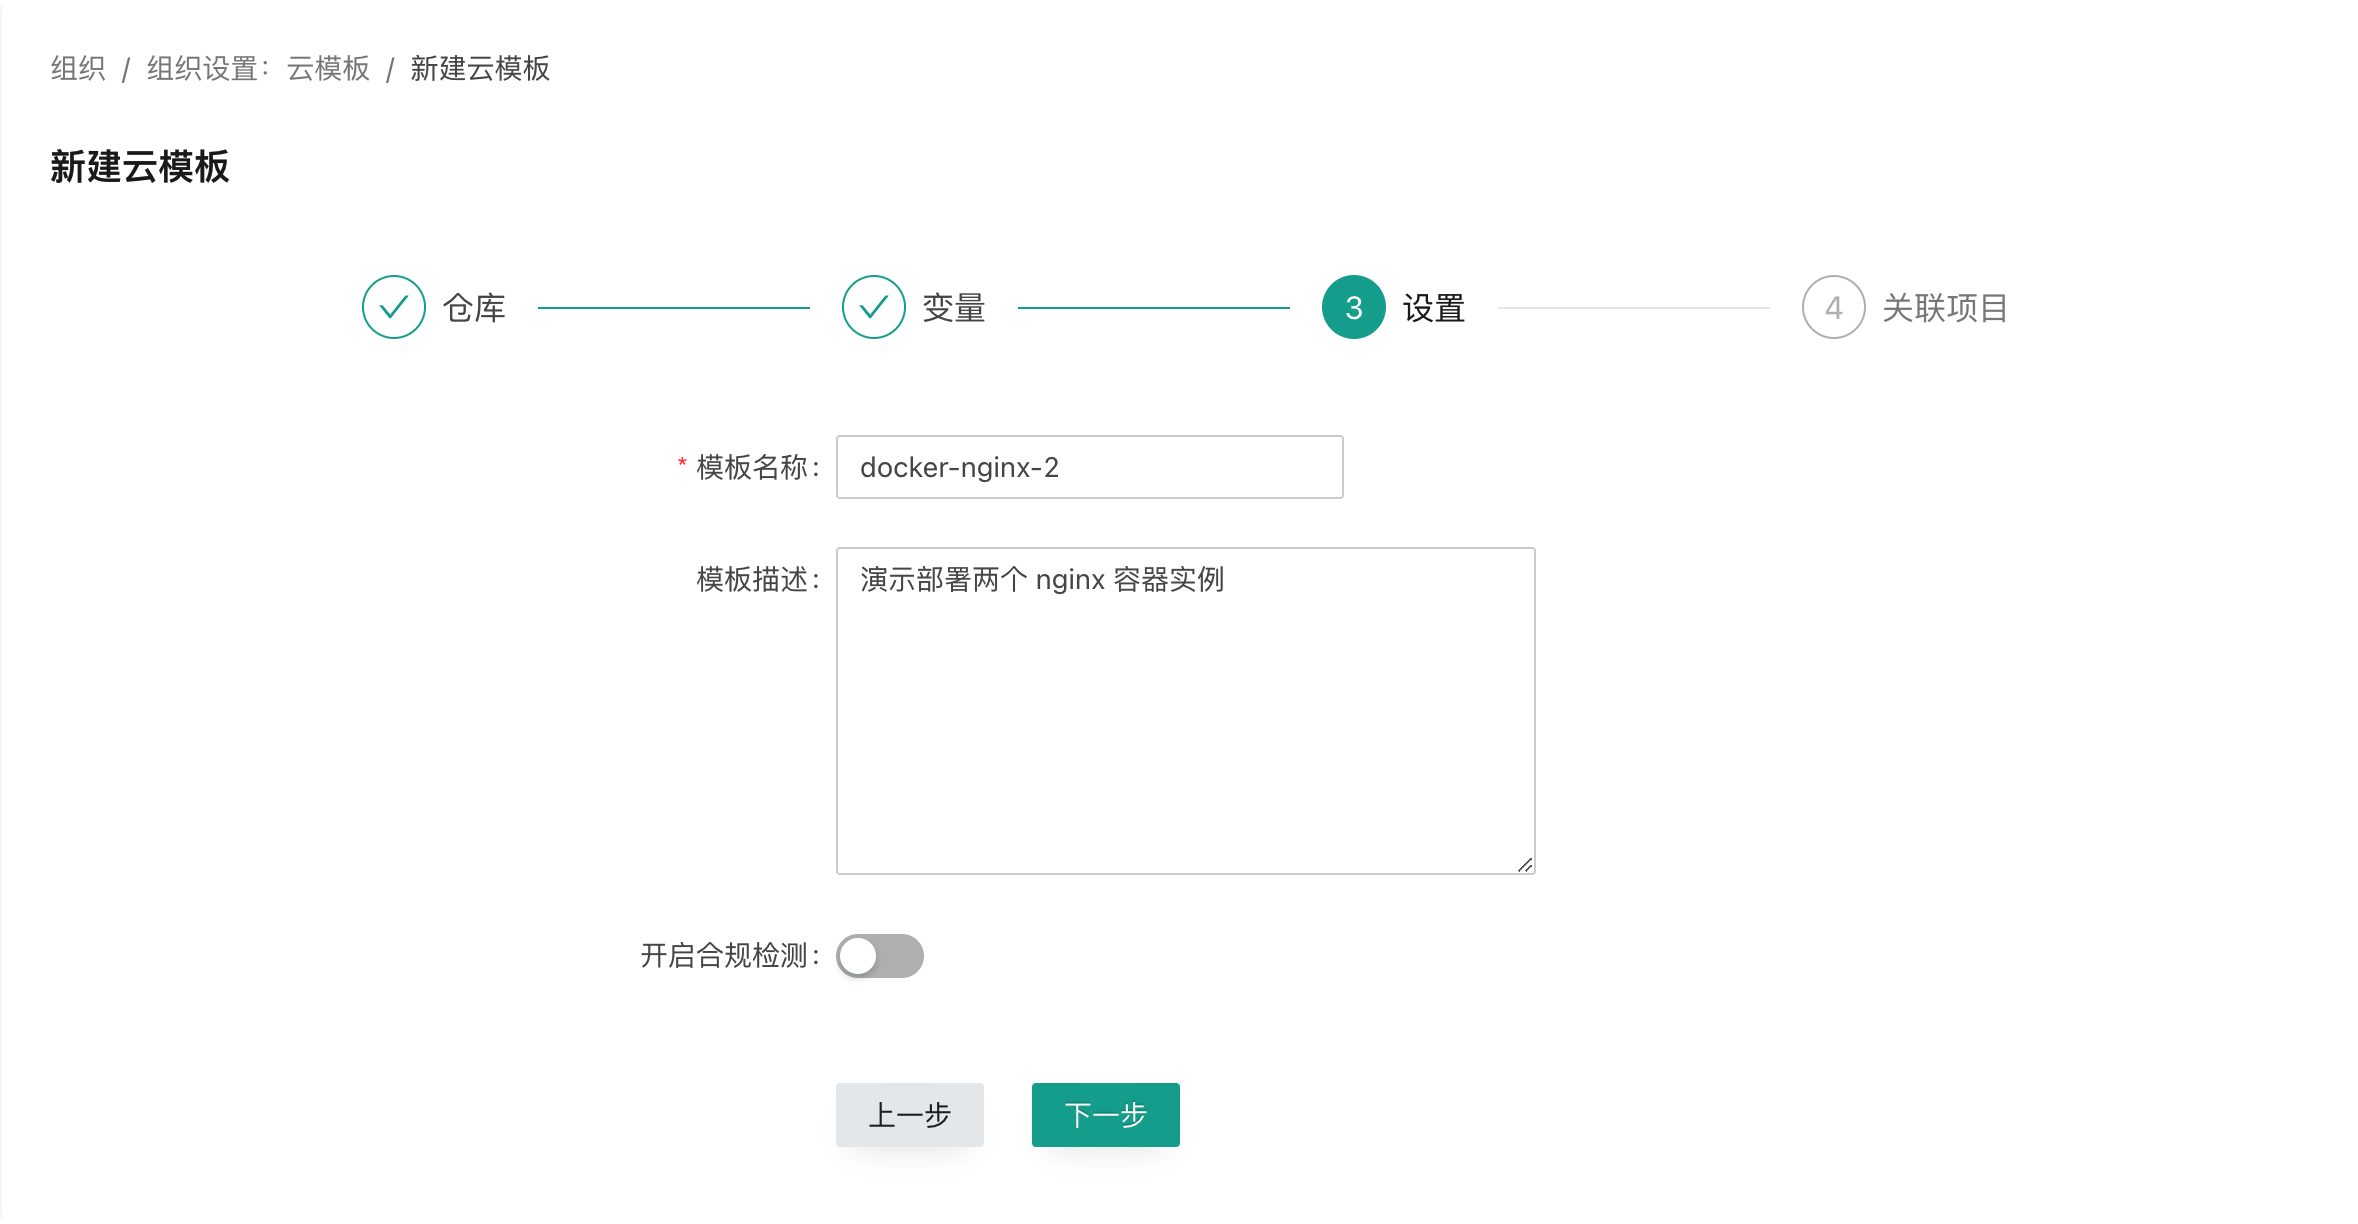 组织 / 组织设置：云模板 / 新建云模板
新建云模板
仓库 变量 3 设置 4 关联项目
* 模板名称： docker-nginx-2
模板描述： 演示部署两个 nginx 容器实例
开启合规检测：
上一步 下一步